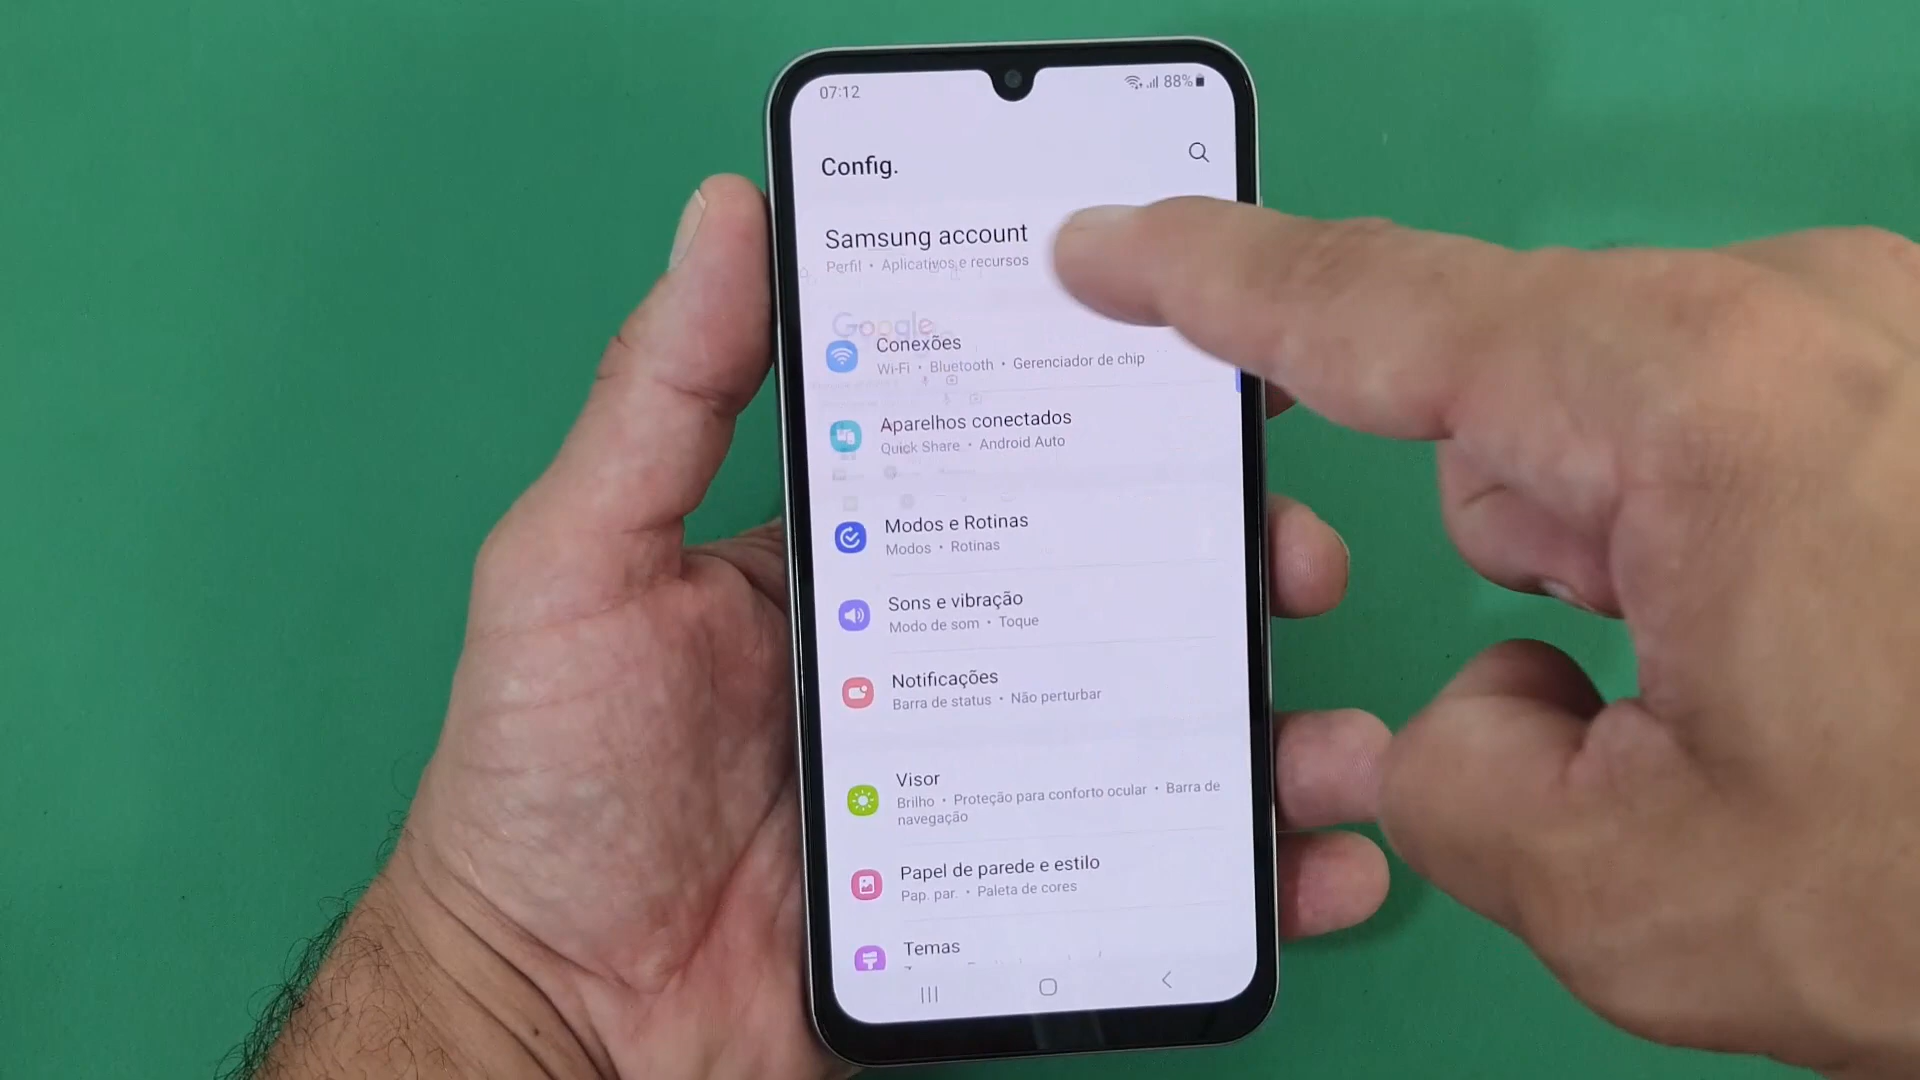 07:12
88%
Config.
Samsung account
Perfil • Aplicativos e recursos
Google
Conexões
Wi-Fi • Bluetooth • Gerenciador de chip
Aparelhos conectados
Quick Share • Android Auto
Modos e Rotinas
Modos • Rotinas
Sons e vibração
Modo de som • Toque
Notificações
Barra de status • Não perturbar
Visor
Brilho • Proteção para conforto ocular • Barra de
navegação
Papel de parede e estilo
Pap. par. • Paleta de cores
Temas